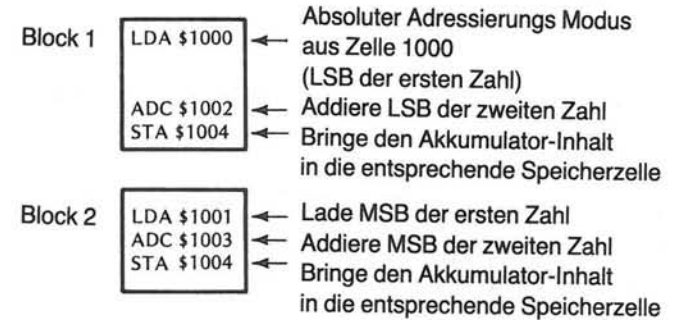 Absoluter Adressierungs Modus
Block 1 LDA $1000 aus Zelle 1000
(LSB der ersten Zahl)
ADC $1002 Addiere LSB der zweiten Zahl
STA $1004 Bringe den Akkumulator-Inhalt
in die entsprechende Speicherzelle
Block 2 LDA $1001 Lade MSB der ersten Zahl
ADC $1003 Addiere MSB der zweiten Zahl
STA $1004 Bringe den Akkumulator-Inhalt
in die entsprechende Speicherzelle